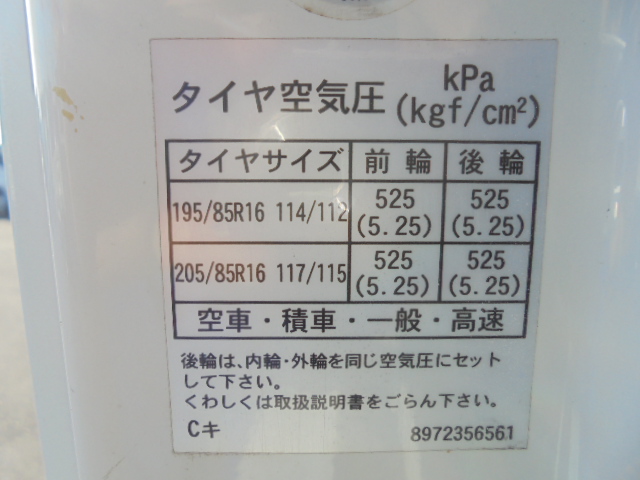 タイヤ空気圧 kPa
(kgf/cm²)
タイヤサイズ 前輪 後輪
195/85R16 114/112 525 (5.25) 525 (5.25)
205/85R16 117/115 525 (5.25) 525 (5.25)
空車・積車・一般・高速
後輪は、内輪・外輪を同じ空気圧にセット
して下さい。
くわしくは取扱説明書をごらん下さい。
Cキ 8972356561